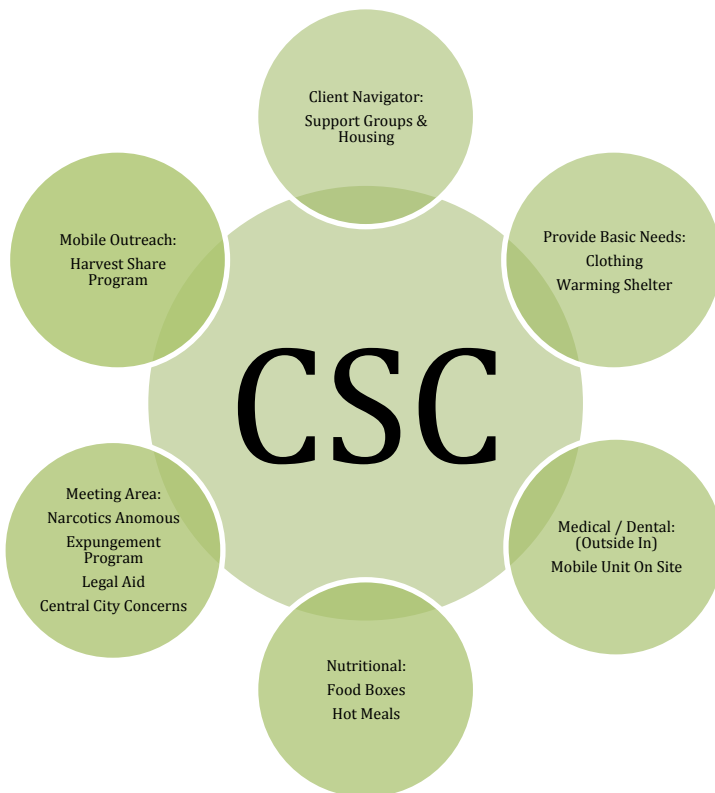 Client Navigator:
Support Groups &
Housing
Provide Basic Needs:
Clothing
Warming Shelter
Medical / Dental:
(Outside In)
Mobile Unit On Site
Nutritional:
Food Boxes
Hot Meals
Meeting Area:
Narcotics Anomous
Expungement
Program
Legal Aid
Central City Concerns
Mobile Outreach:
Harvest Share
Program
CSC